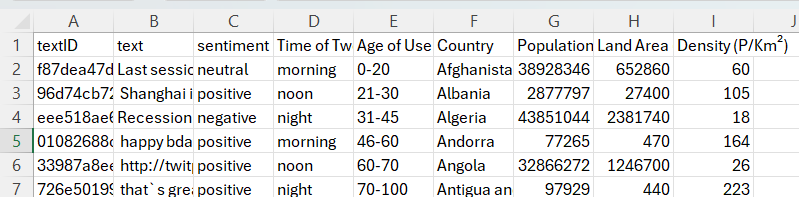 A B C D E F G H I J
1 textID text sentiment Time of Tw Age of Use Country Population Land Area Density (P/Km²)
2 f87dea47d Last sessic neutral morning 0-20 Afghanista 38928346 652860 60
3 96d74cb72 Shanghai i positive noon 21-30 Albania 2877797 27400 105
4 eee518ae6 Recession negative night 31-45 Algeria 43851044 2381740 18
5 01082688c happy bda positive morning 46-60 Andorra 77265 470 164
6 33987a8ee http://twitp positive noon 60-70 Angola 32866272 1246700 26
7 726e50199 that`s grea positive night 70-100 Antigua an 97929 440 223